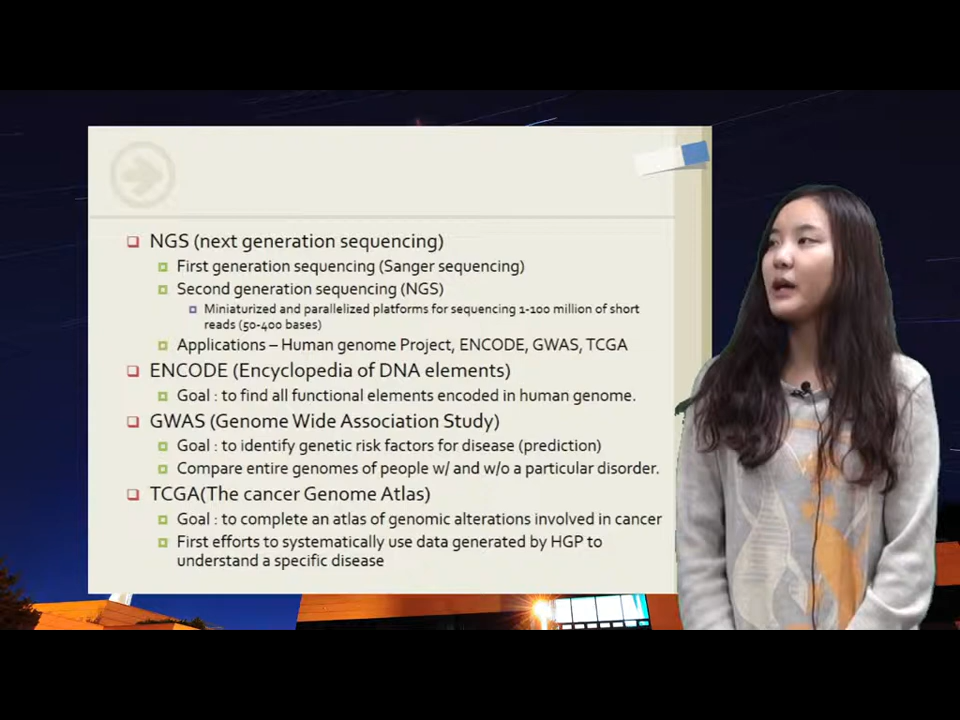 NGS (next generation sequencing)
First generation sequencing (Sanger sequencing)
Second generation sequencing (NGS)
Miniaturized and parallelized platforms for sequencing 1-100 million of short
reads (50-400 bases)
Applications – Human genome Project, ENCODE, GWAS, TCGA
ENCODE (Encyclopedia of DNA elements)
Goal : to find all functional elements encoded in human genome.
GWAS (Genome Wide Association Study)
Goal : to identify genetic risk factors for disease (prediction)
Compare entire genomes of people w/ and w/o a particular disorder.
TCGA(The cancer Genome Atlas)
Goal : to complete an atlas of genomic alterations involved in cancer
First efforts to systematically use data generated by HGP to
understand a specific disease